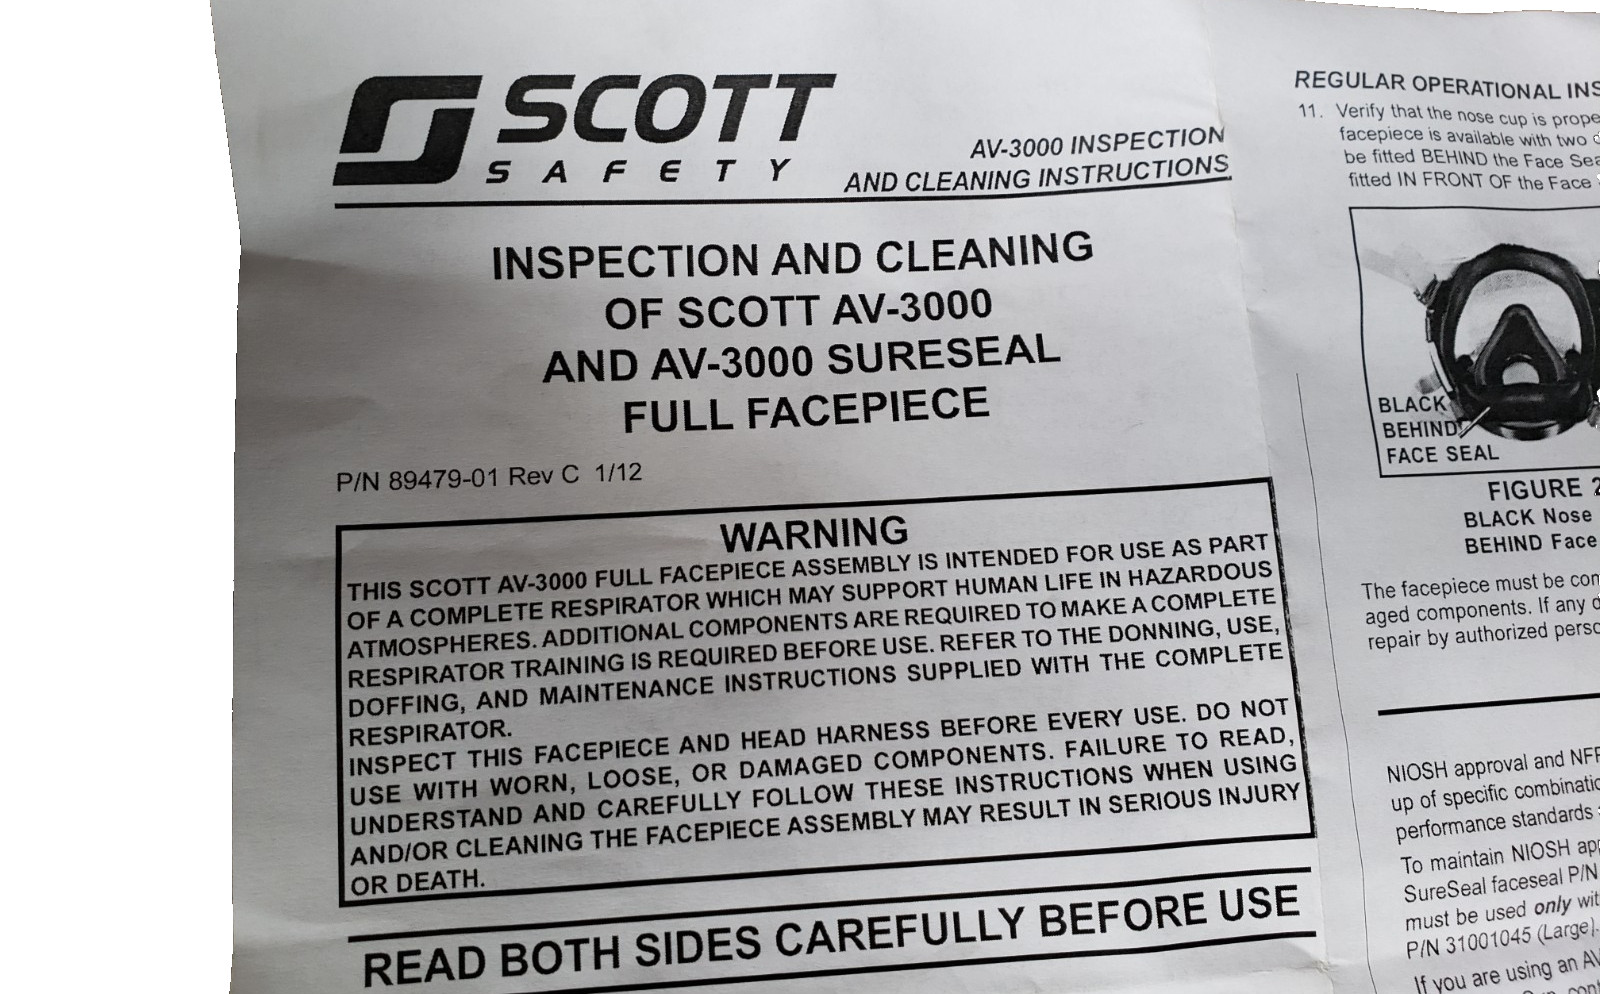 SCOTT
SAFETY
AV-3000 INSPECTION
AND CLEANING INSTRUCTIONS
INSPECTION AND CLEANING
OF SCOTT AV-3000
AND AV-3000 SURESEAL
FULL FACEPIECE
P/N 89479-01 Rev C 1/12
WARNING
THIS SCOTT AV-3000 FULL FACEPIECE ASSEMBLY IS INTENDED FOR USE AS PART
OF A COMPLETE RESPIRATOR WHICH MAY SUPPORT HUMAN LIFE IN HAZARDOUS
ATMOSPHERES. ADDITIONAL COMPONENTS ARE REQUIRED TO MAKE A COMPLETE
RESPIRATOR TRAINING IS REQUIRED BEFORE USE. REFER TO THE DONNING, USE,
DOFFING, AND MAINTENANCE INSTRUCTIONS SUPPLIED WITH THE COMPLETE
RESPIRATOR.
INSPECT THIS FACEPIECE AND HEAD HARNESS BEFORE EVERY USE. DO NOT
USE WITH WORN, LOOSE, OR DAMAGED COMPONENTS. FAILURE TO READ,
UNDERSTAND AND CAREFULLY FOLLOW THESE INSTRUCTIONS WHEN USING
AND/OR CLEANING THE FACEPIECE ASSEMBLY MAY RESULT IN SERIOUS INJURY
OR DEATH.
READ BOTH SIDES CAREFULLY BEFORE USE
REGULAR OPERATIONAL
11. Verify that the nose cup is
facepiece is available with two
be fitted BEHIND the Face
fitted IN FRONT OF the Face
BLACK
BEHIND
FACE SEAL
FIGURE 2
BLACK Nose
BEHIND Face
The facepiece must be
aged components. If any
repair by authorized
NIOSH approval and
up of specific
performance standards
To maintain NIOSH
SureSeal faceseal P/N
must be used only
P/N 31001045 (Large).
If you are using an